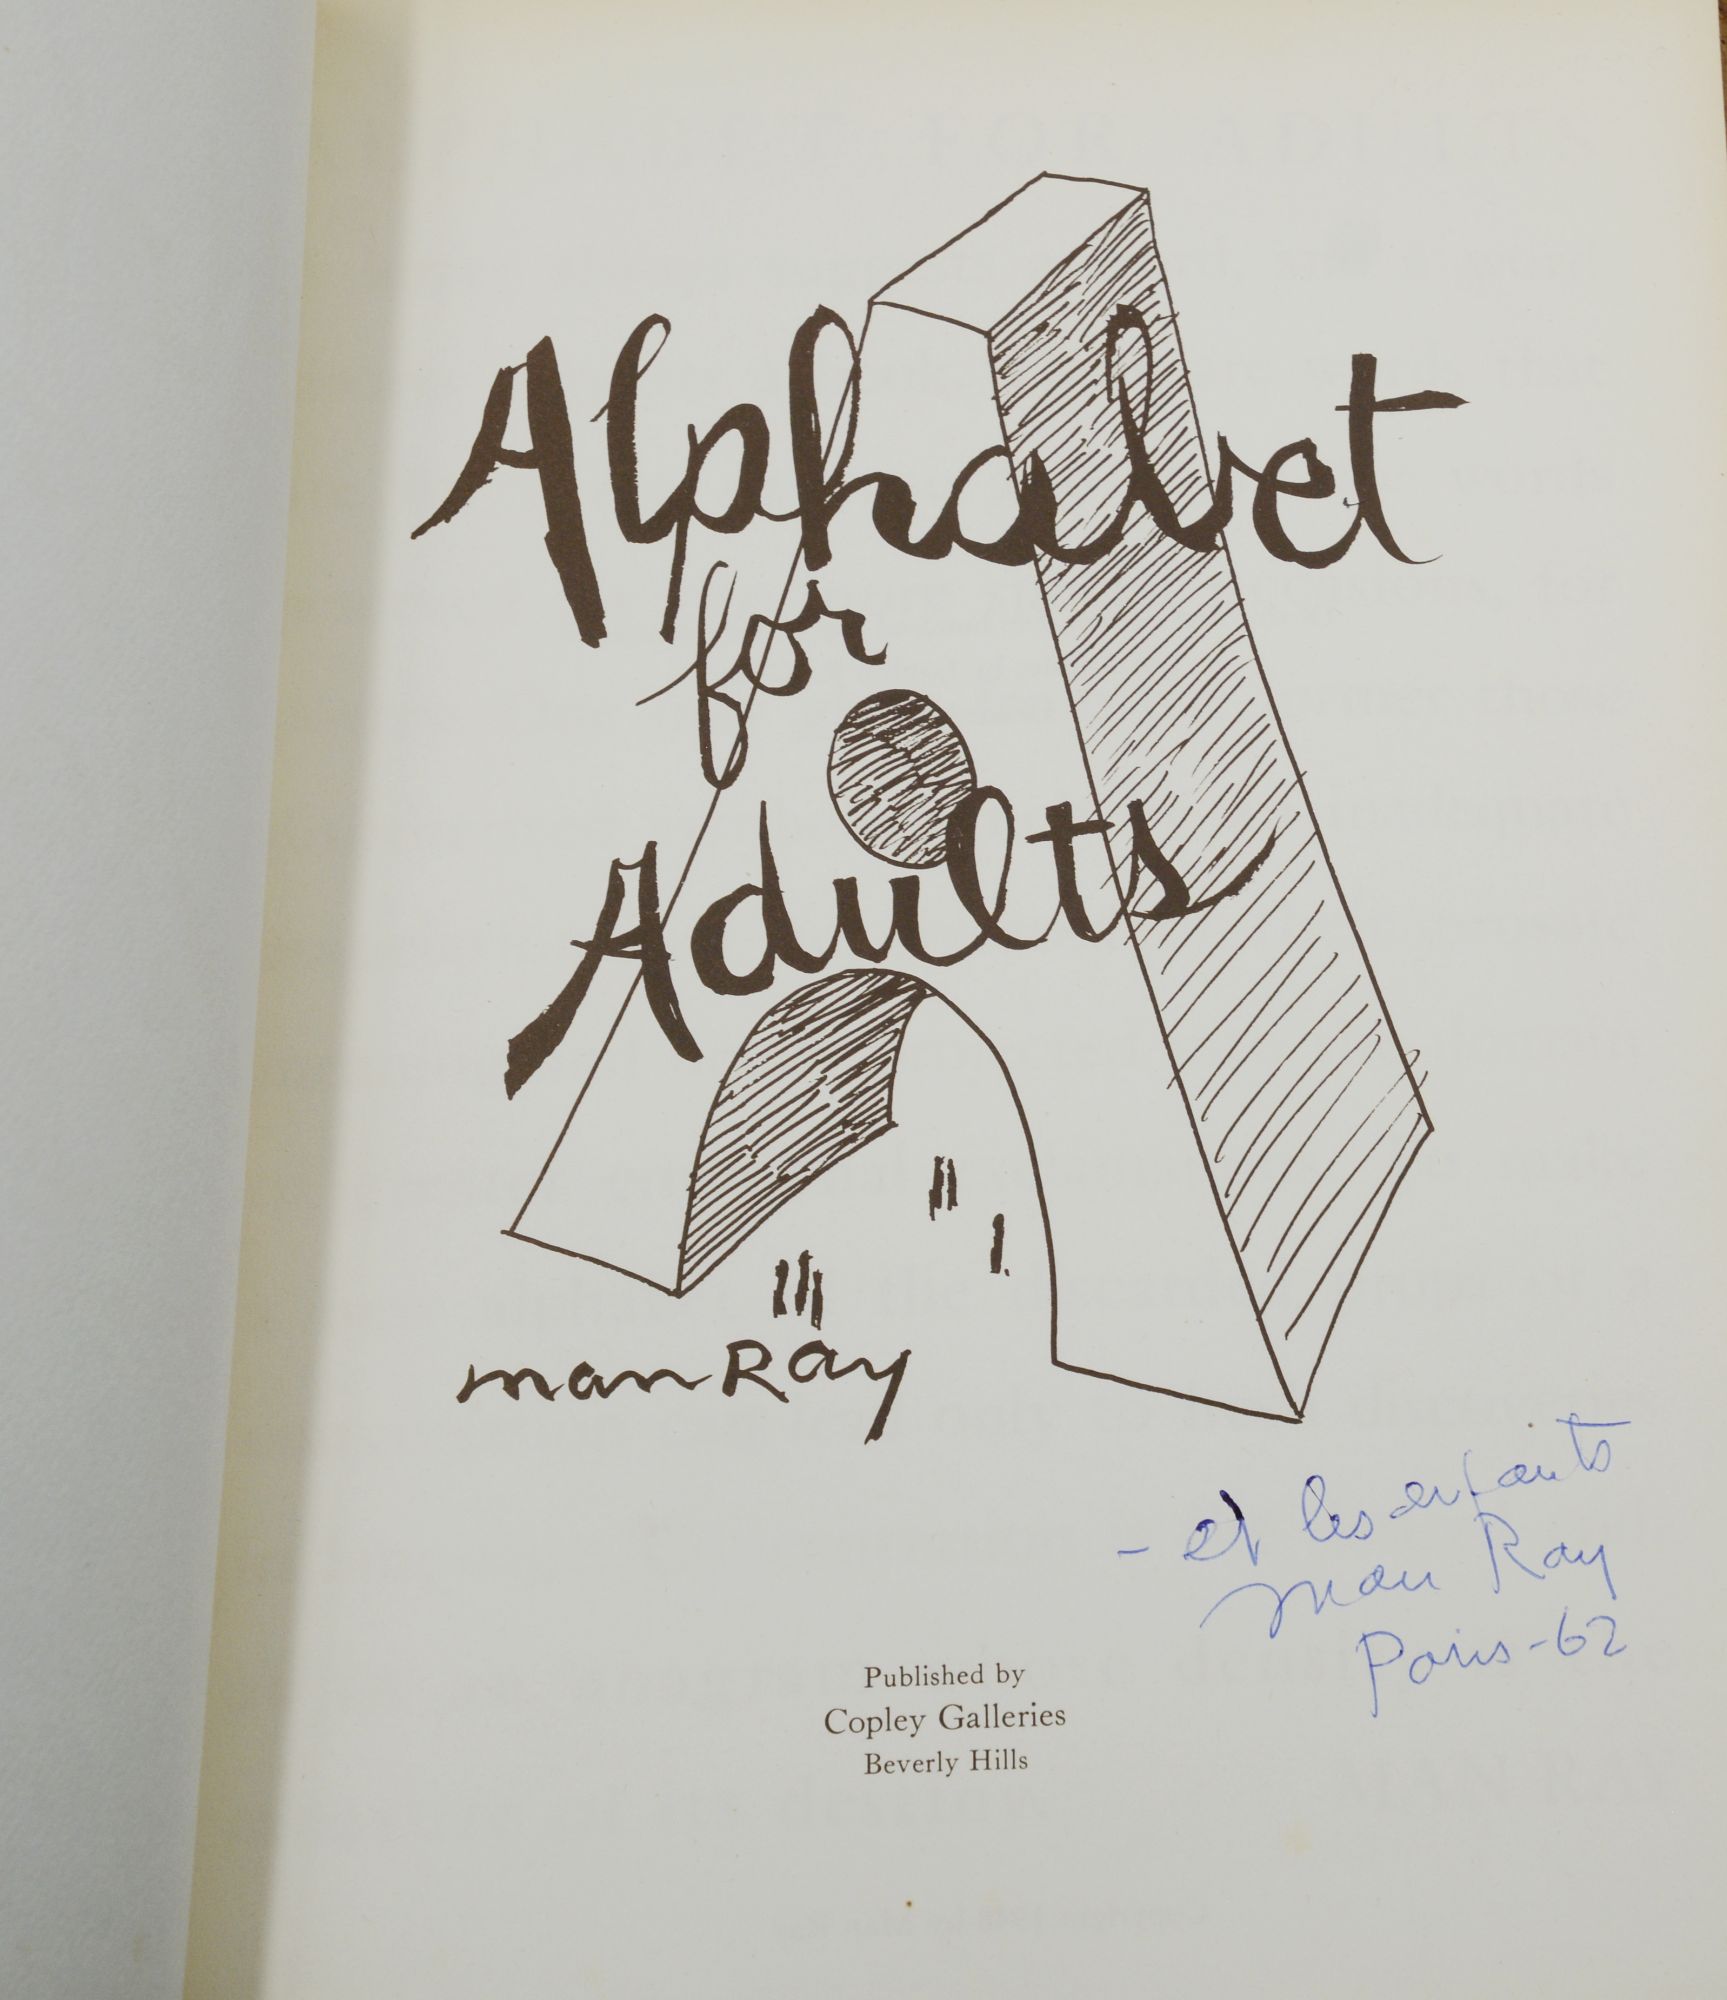 Alphabet
for
Adults
man Ray
- et les enfants
Man Ray
Paris - 62
Published by
Copley Galleries
Beverly Hills